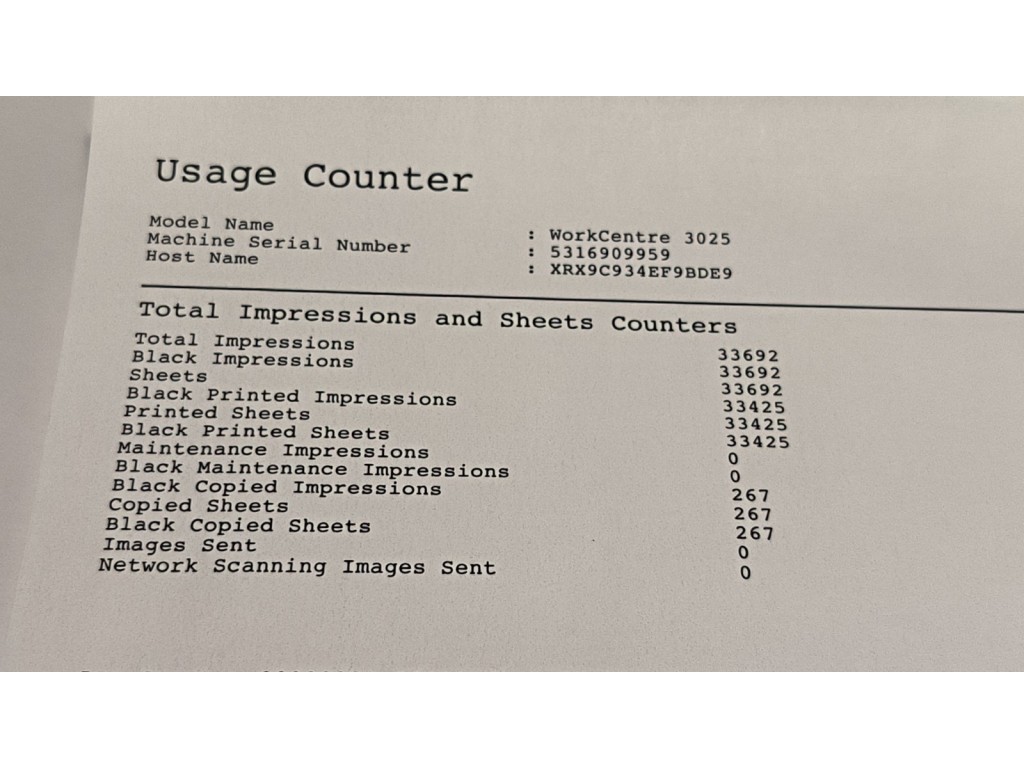 Usage Counter
Model Name : WorkCentre 3025
Machine Serial Number : 5316909959
Host Name : XRX9C934EF9BDE9
Total Impressions and Sheets Counters
Total Impressions 33692
Black Impressions 33692
Sheets 33692
Black Printed Impressions 33425
Printed Sheets 33425
Black Printed Sheets 33425
Maintenance Impressions 0
Black Maintenance Impressions 0
Black Copied Impressions 267
Copied Sheets 267
Black Copied Sheets 267
Images Sent 0
Network Scanning Images Sent 0